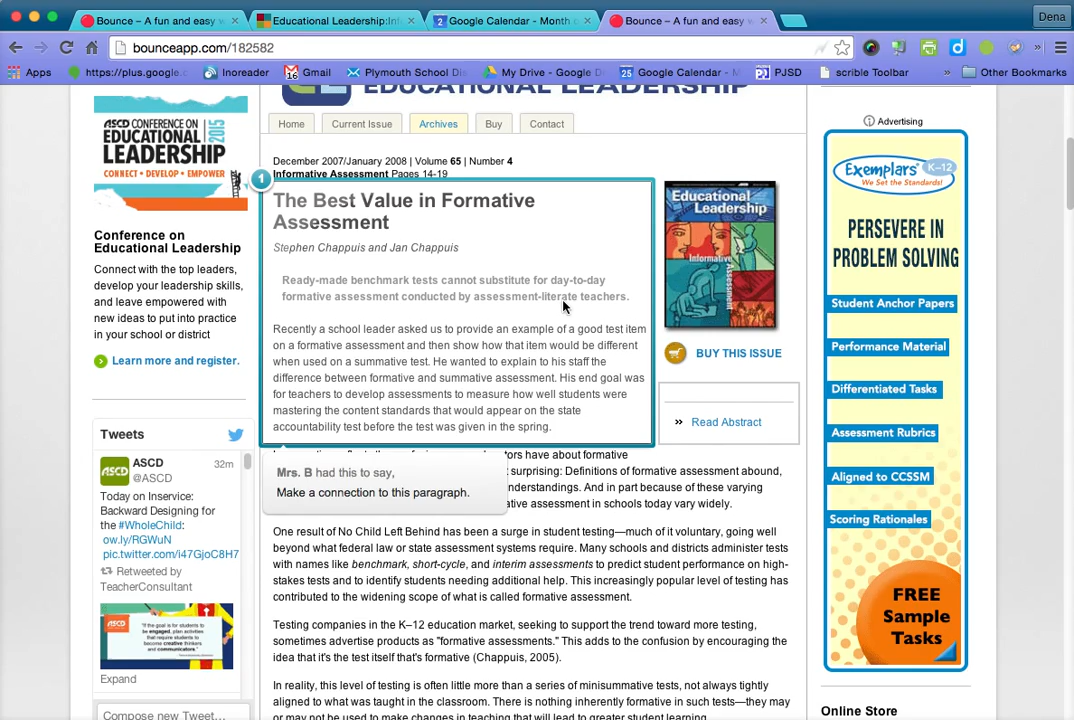 Bounce – A fun and easy w
Educational Leadership:Inf
Google Calendar - Month o
Bounce – A fun and easy w
Dena
bounceapp.com/182582
Apps
https://plus.google.c
Inoreader
Gmail
Plymouth School Dis
My Drive - Google D
Google Calendar - M
PJSD
scrible Toolbar
»
Other Bookmarks
EDUCATIONAL LEADERSHIP
Home
Current Issue
Archives
Buy
Contact
ASCD
CONFERENCE ON
EDUCATIONAL
LEADERSHIP
2015
CONNECT • DEVELOP • EMPOWER
Conference on
Educational Leadership
Connect with the top leaders,
develop your leadership skills,
and leave empowered with
new ideas to put into practice
in your school or district
Learn more and register.
Tweets
ASCD
32m
@ASCD
Today on Inservice:
Backward Designing for
the #WholeChild:
ow.ly/RGWuN
pic.twitter.com/i47GjoC8H7
Retweeted by
TeacherConsultant
Expand
Compose new Tweet...
December 2007/January 2008 | Volume 65 | Number 4
Informative Assessment Pages 14-19
1
The Best Value in Formative
Assessment
Stephen Chappuis and Jan Chappuis
Ready-made benchmark tests cannot substitute for day-to-day
formative assessment conducted by assessment-literate teachers.
Recently a school leader asked us to provide an example of a good test item
on a formative assessment and then show how that item would be different
when used on a summative test. He wanted to explain to his staff the
difference between formative and summative assessment. His end goal was
for teachers to develop assessments to measure how well students were
mastering the content standards that would appear on the state
accountability test before the test was given in the spring.
tors have about formative
Mrs. B had this to say,
Make a connection to this paragraph.
surprising: Definitions of formative assessment abound,
understandings. And in part because of these varying
ative assessment in schools today vary widely.
One result of No Child Left Behind has been a surge in student testing—much of it voluntary, going well
beyond what federal law or state assessment systems require. Many schools and districts administer tests
with names like benchmark, short-cycle, and interim assessments to predict student performance on high-
stakes tests and to identify students needing additional help. This increasingly popular level of testing has
contributed to the widening scope of what is called formative assessment.
Testing companies in the K–12 education market, seeking to support the trend toward more testing,
sometimes advertise products as "formative assessments." This adds to the confusion by encouraging the
idea that it's the test itself that's formative (Chappuis, 2005).
In reality, this level of testing is often little more than a series of minisummative tests, not always tightly
aligned to what was taught in the classroom. There is nothing inherently formative in such tests—they may
or may not be used to make changes in teaching that will lead to greater student learning.
Educational
Leadership
Informative
Assessment
BUY THIS ISSUE
» Read Abstract
Advertising
Exemplars K–12
We Set the Standards!
PERSEVERE IN
PROBLEM SOLVING
Student Anchor Papers
Performance Material
Differentiated Tasks
Assessment Rubrics
Aligned to CCSSM
Scoring Rationales
FREE
Sample
Tasks
Online Store